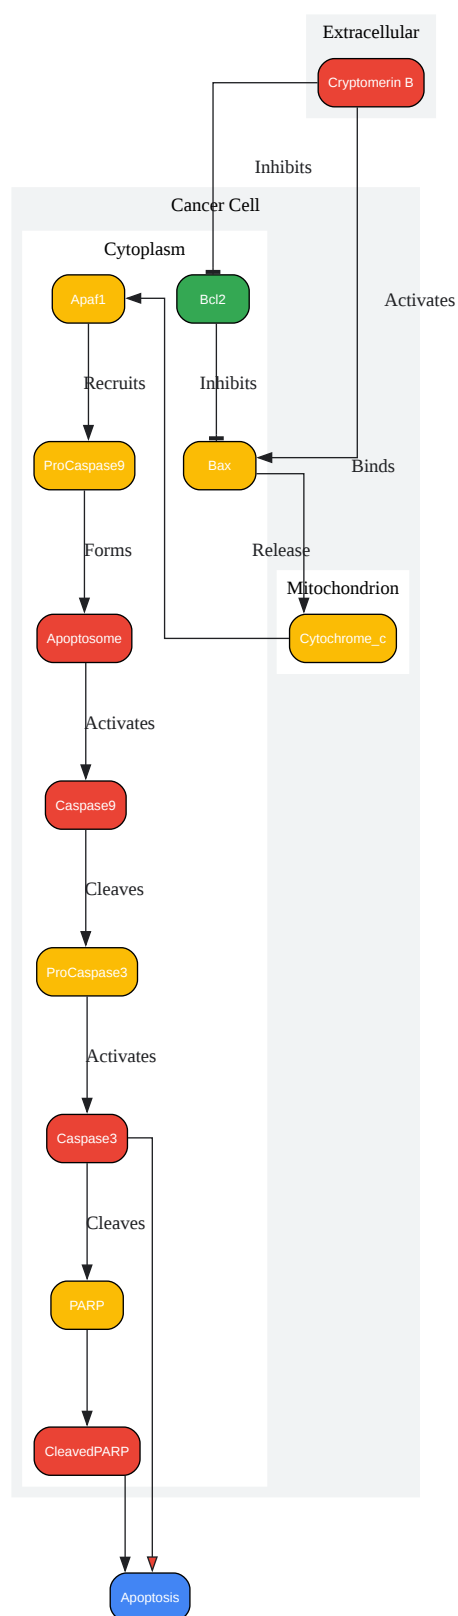 Extracellular
Cryptomerin B
Inhibits
Cancer Cell
Cytoplasm
Apaf1
Bcl2
Activates
Recruits
Inhibits
ProCaspase9
Bax
Binds
Forms
Release
Mitochondrion
Apoptosome
Cytochrome_c
Activates
Caspase9
Cleaves
ProCaspase3
Activates
Caspase3
Cleaves
PARP
CleavedPARP
Apoptosis